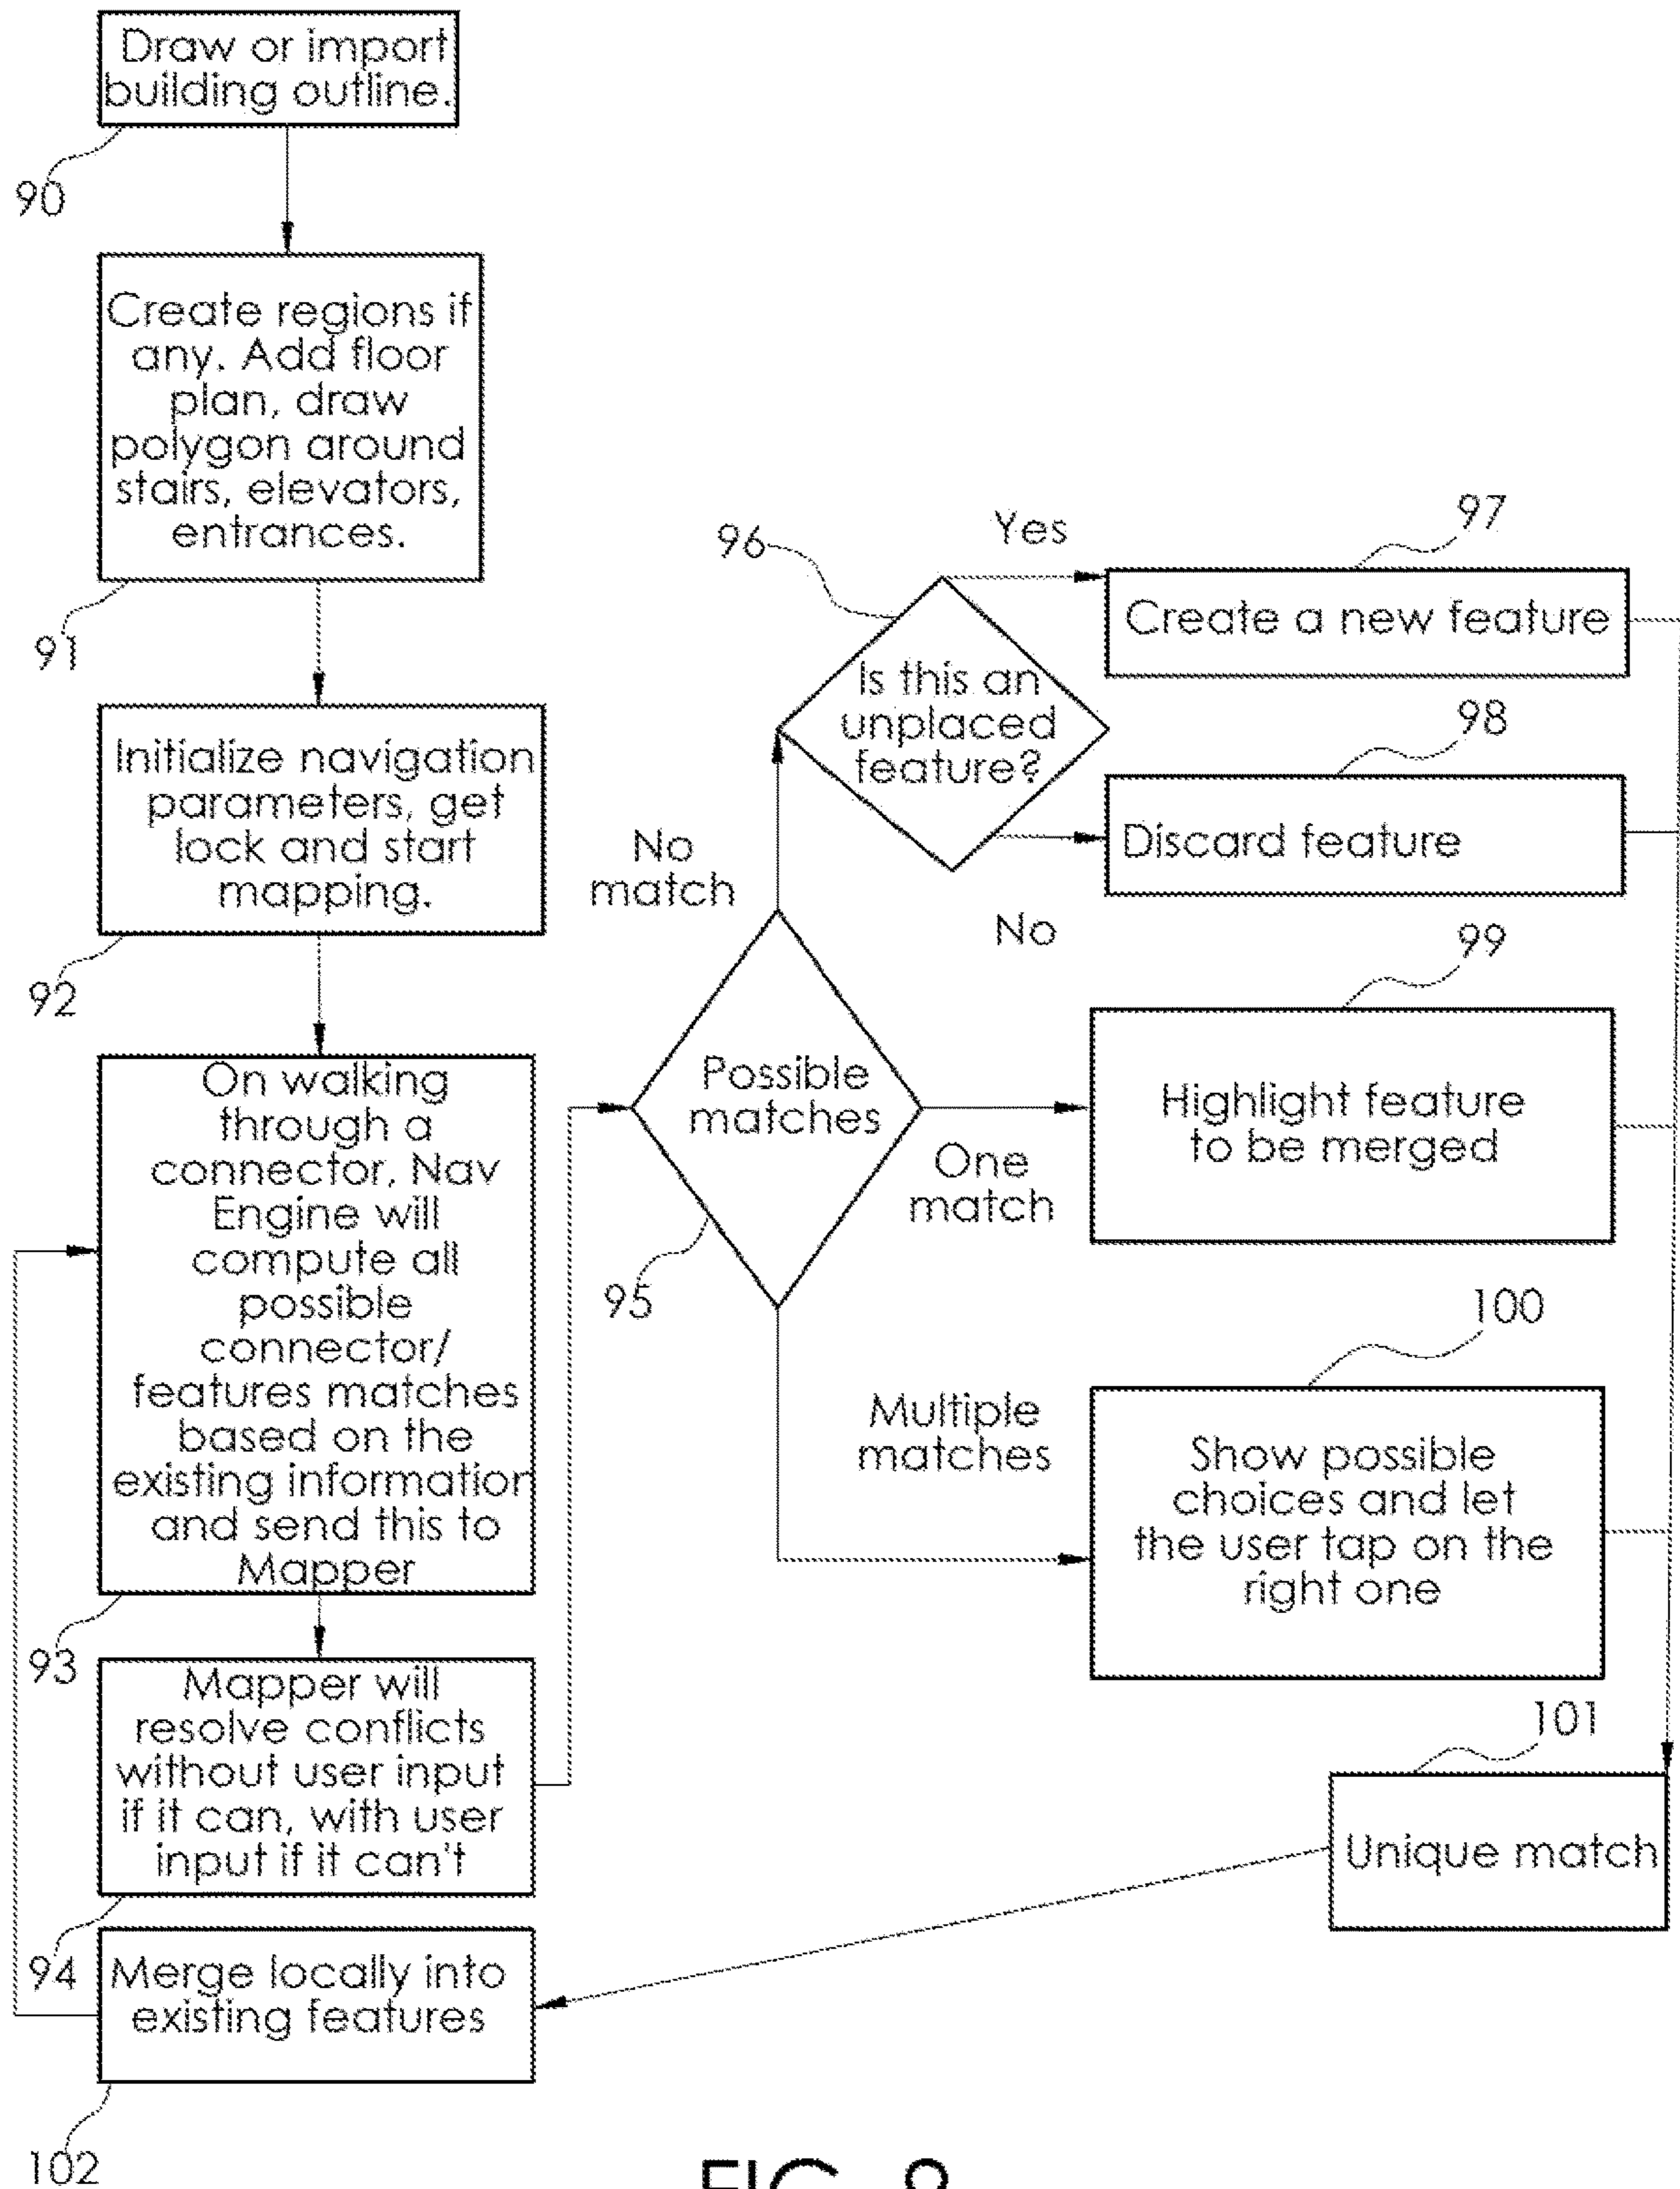 Draw or import
building outline.
90
Create regions if
any. Add floor
plan, draw
polygon around
stairs, elevators,
entrances.
91
Initialize navigation
parameters, get
lock and start
mapping.
92
On walking
through a
connector, Nav
Engine will
compute all
possible
connector/
features matches
based on the
existing information
and send this to
Mapper
93
Mapper will
resolve conflicts
without user input
if it can, with user
input if it can't
94
Possible
matches
95
No
match
Is this an
unplaced
feature?
96
Yes
97
Create a new feature
98
Discard feature
No
99
Highlight feature
to be merged
One
match
100
Multiple
matches
Show possible
choices and let
the user tap on the
right one
101
Unique match
Merge locally into
existing features
102
FIG. 9